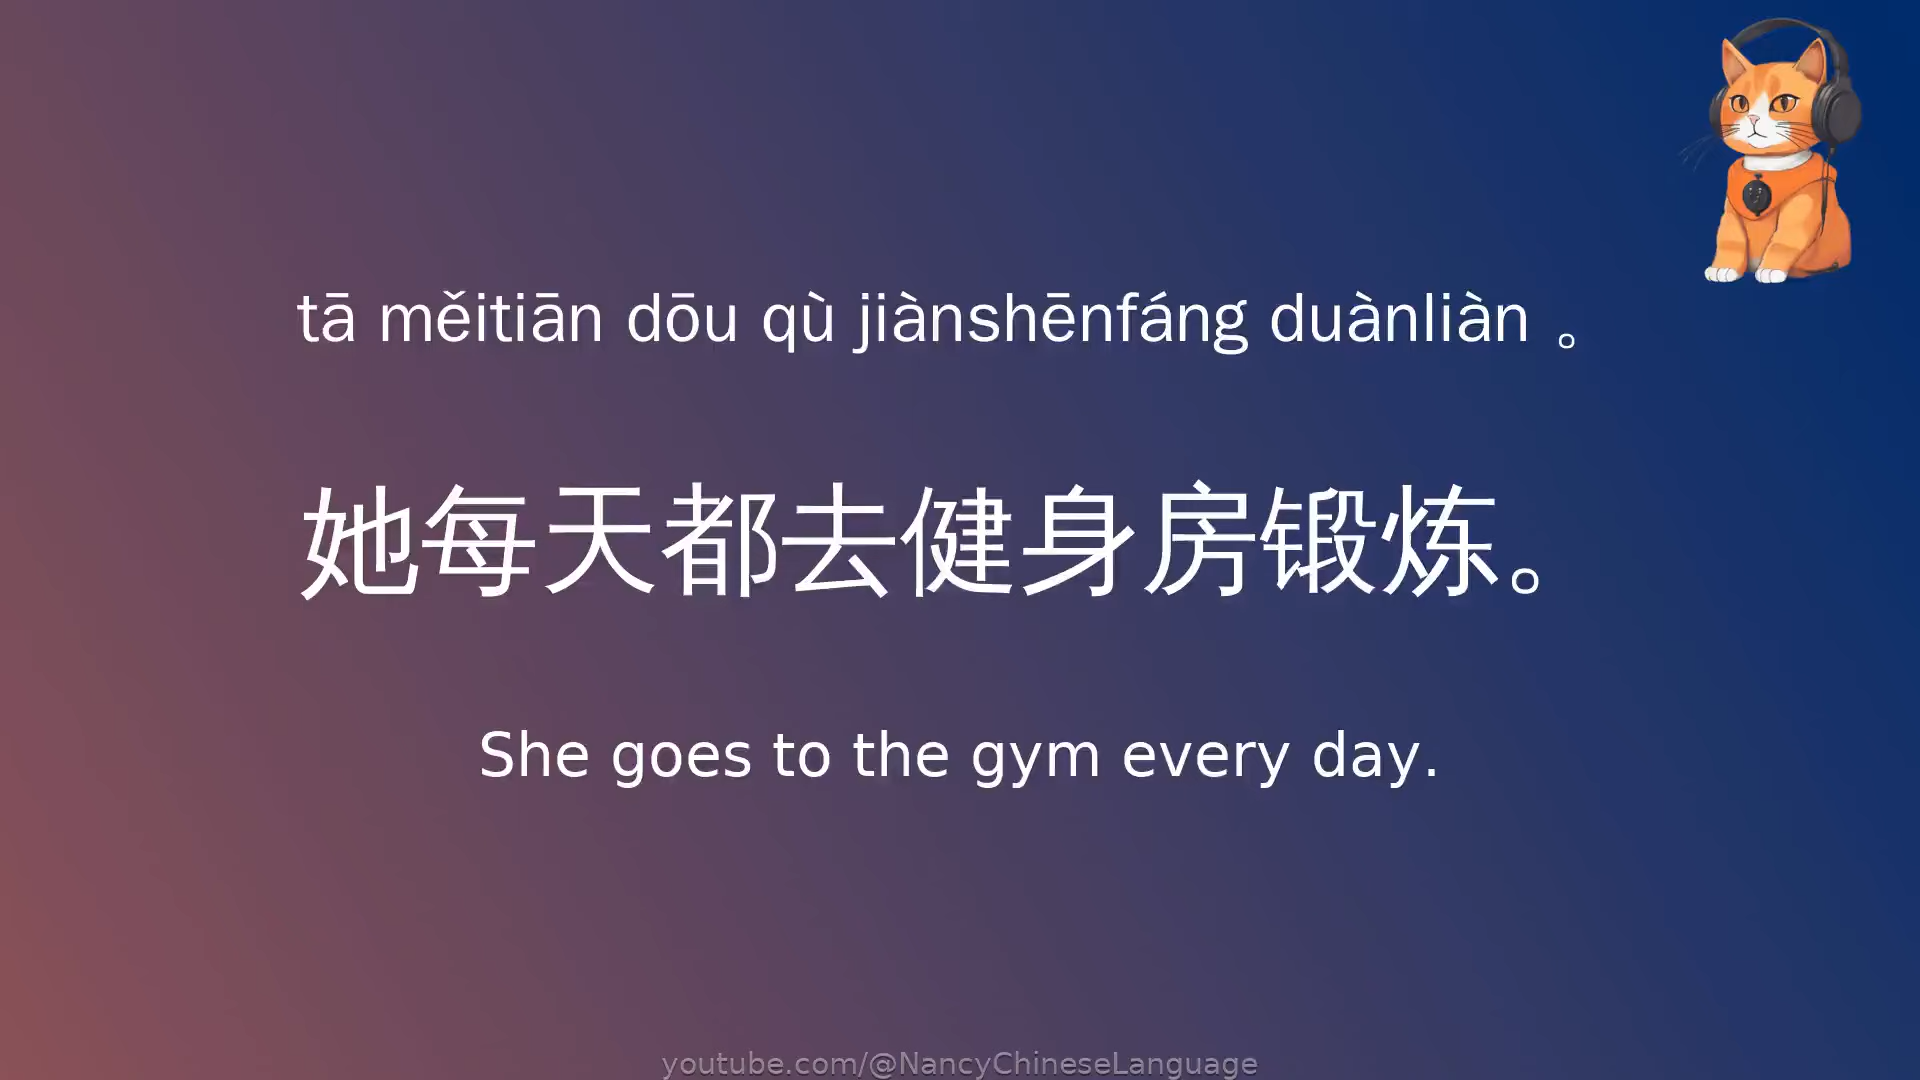 tā měitiān dōu qù jiànshēnfáng duànliàn 。
她每天都去健身房锻炼。
She goes to the gym every day.
youtube.com/@NancyChineseLanguage